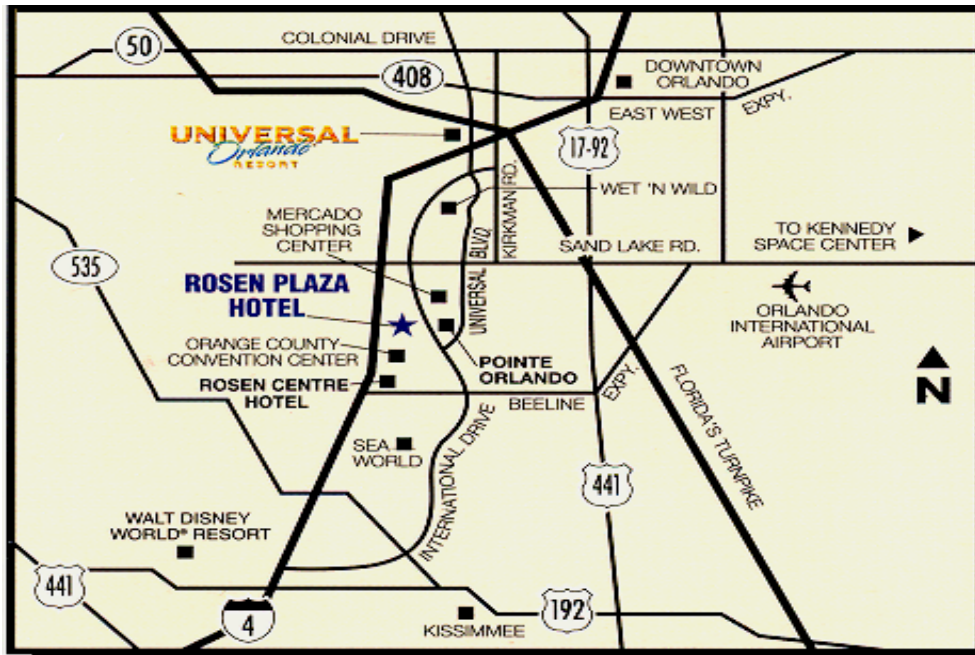 50
COLONIAL DRIVE
408
DOWNTOWN
ORLANDO
EAST WEST
EXPY.
UNIVERSAL
Orlando
RESORT
17-92
WET 'N WILD
KIRKMAN RD.
MERCADO
SHOPPING
CENTER
UNIVERSAL BLVD.
SAND LAKE RD.
TO KENNEDY
SPACE CENTER
535
ROSEN PLAZA
HOTEL
ORLANDO
INTERNATIONAL
AIRPORT
ORANGE COUNTY
CONVENTION CENTER
POINTE
ORLANDO
ROSEN CENTRE
HOTEL
BEELINE
EXPY.
FLORIDA'S TURNPIKE
N
SEA
WORLD
INTERNATIONAL DRIVE
441
WALT DISNEY
WORLD® RESORT
441
4
192
KISSIMMEE